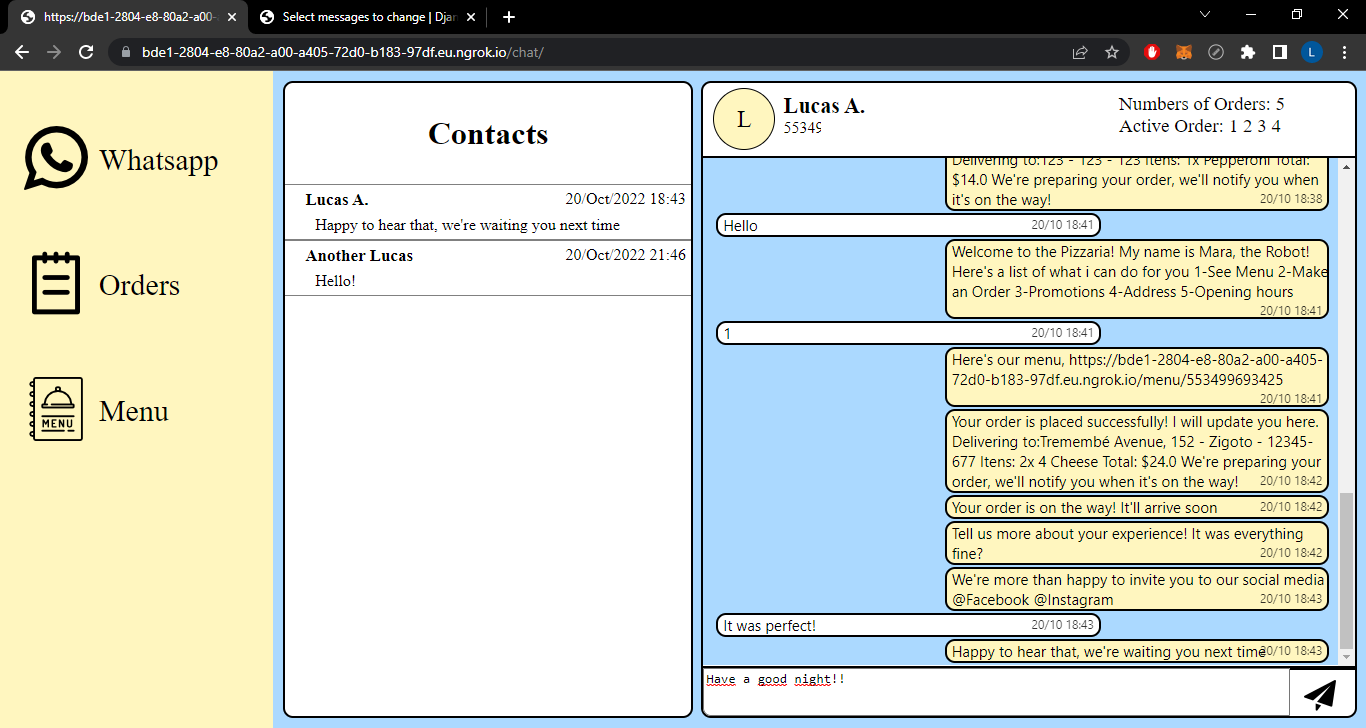 https://bde1-2804-e8-80a2-a00-
Select messages to change | Djan
bde1-2804-e8-80a2-a00-a405-72d0-b183-97df.eu.ngrok.io/chat/
L
Whatsapp
Orders
MENU
Menu
Contacts
Lucas A. 20/Oct/2022 18:43
Happy to hear that, we're waiting you next time
Another Lucas 20/Oct/2022 21:46
Hello!
L
Lucas A.
55349
Numbers of Orders: 5
Active Order: 1 2 3 4
Delivering to:123 - 123 - 123 Itens: 1x Pepperoni Total:
$14.0 We're preparing your order, we'll notify you when
it's on the way! 20/10 18:38
Hello 20/10 18:41
Welcome to the Pizzaria! My name is Mara, the Robot!
Here's a list of what i can do for you 1-See Menu 2-Make
an Order 3-Promotions 4-Address 5-Opening hours
20/10 18:41
1 20/10 18:41
Here's our menu, https://bde1-2804-e8-80a2-a00-a405-
72d0-b183-97df.eu.ngrok.io/menu/553499693425
20/10 18:41
Your order is placed successfully! I will update you here.
Delivering to:Tremembé Avenue, 152 - Zigoto - 12345-
677 Itens: 2x 4 Cheese Total: $24.0 We're preparing your
order, we'll notify you when it's on the way! 20/10 18:42
Your order is on the way! It'll arrive soon 20/10 18:42
Tell us more about your experience! It was everything
fine? 20/10 18:42
We're more than happy to invite you to our social media
@Facebook @Instagram 20/10 18:43
It was perfect! 20/10 18:43
Happy to hear that, we're waiting you next time 20/10 18:43
Have a good night!!